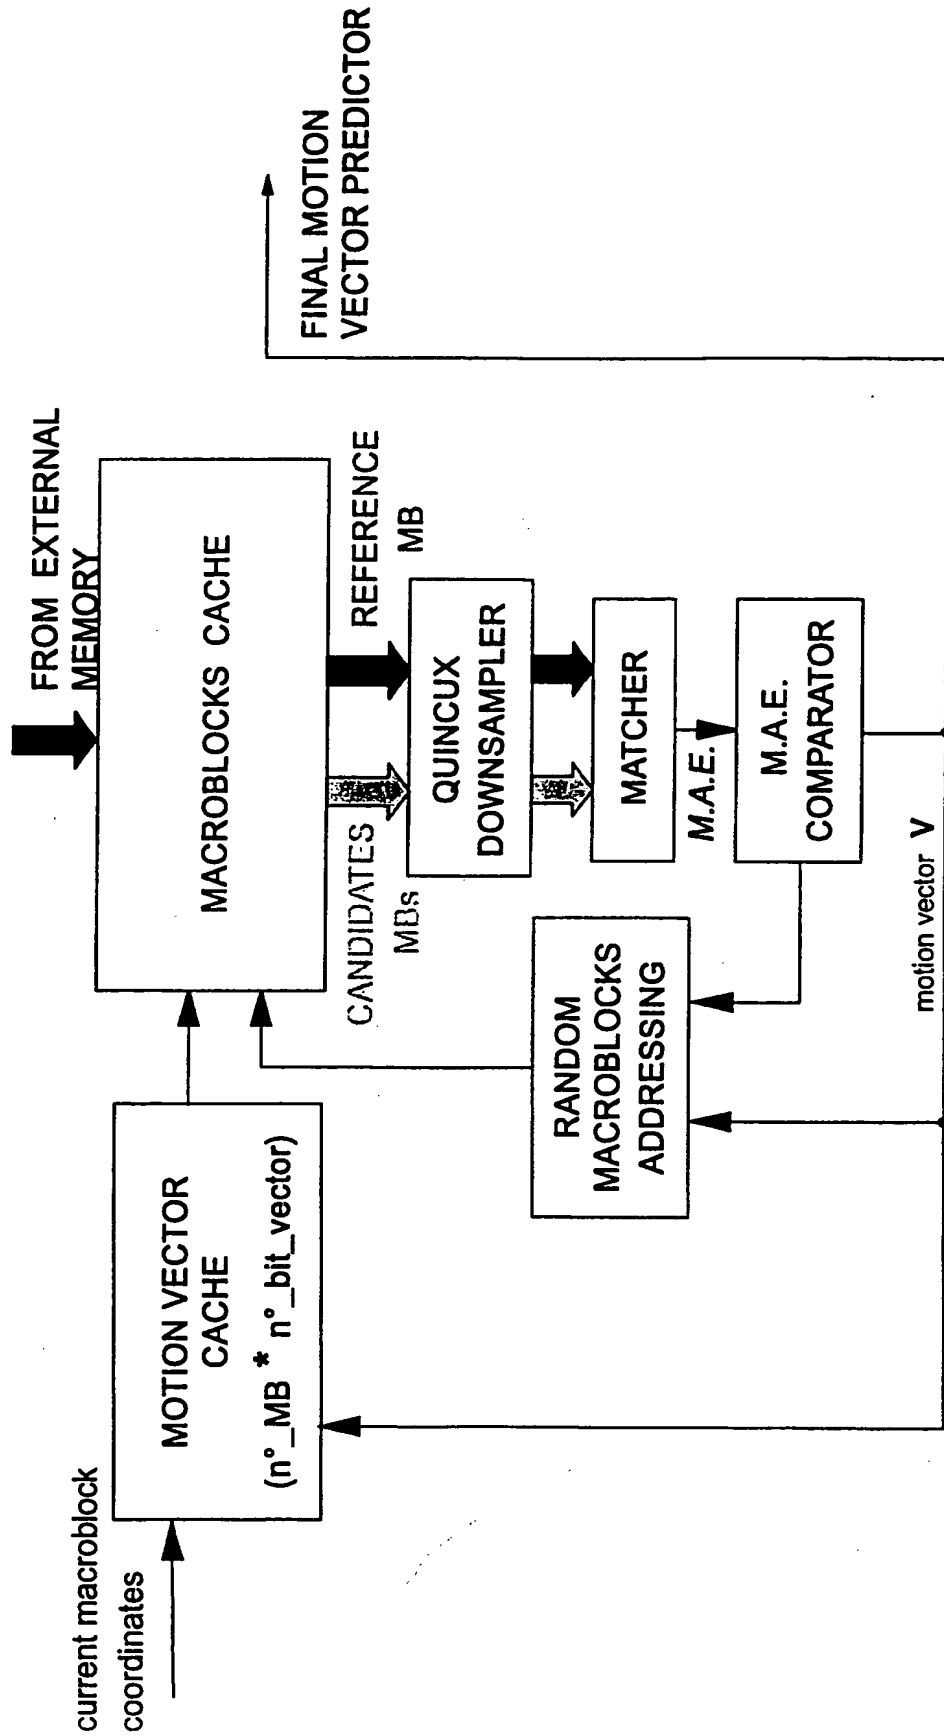 current macroblock
coordinates
MOTION VECTOR
CACHE
(n°_MB * n°_bit_vector)
FROM EXTERNAL
MEMORY
MACROBLOCKS CACHE
CANDIDATES
MBs
REFERENCE
MB
QUINCUX
DOWNSAMPLER
RANDOM
MACROBLOCKS
ADDRESSING
MATCHER
M.A.E.
M.A.E.
COMPARATOR
motion vector V
FINAL MOTION
VECTOR PREDICTOR